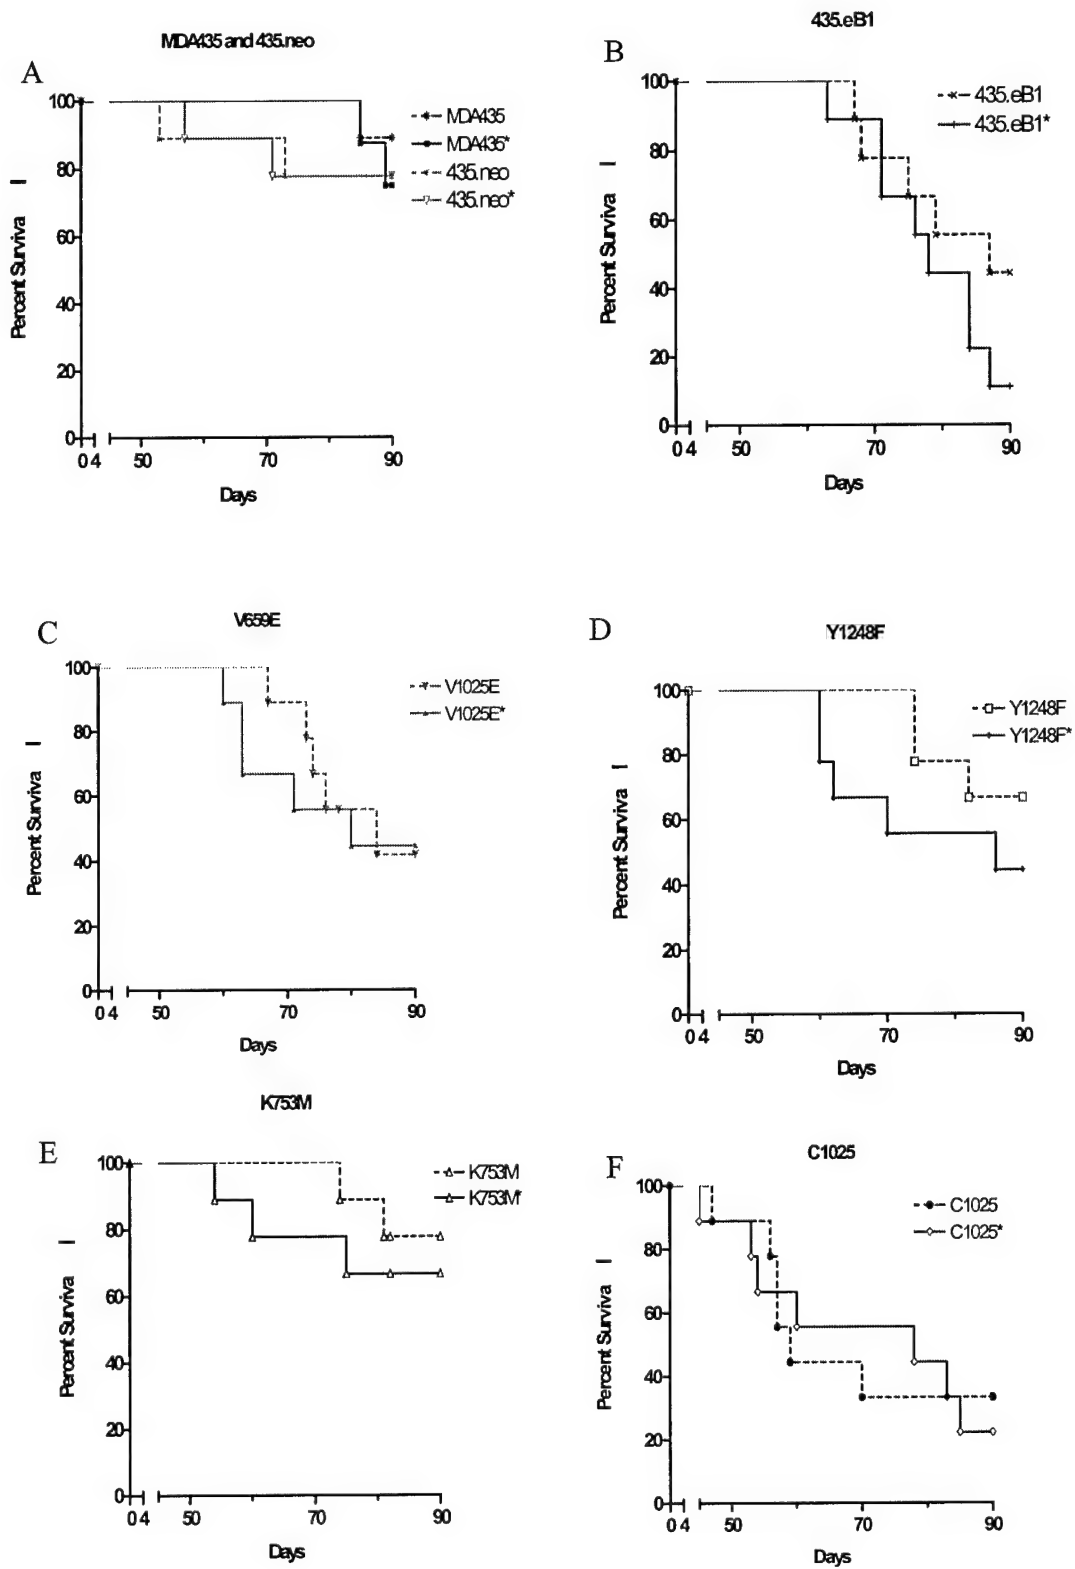 A
MDA435 and 435.neo
Percent Surviva l
100
80
60
40
20
0
0 4 50 70 90
Days
MDA435
MDA435*
435.neo
435.neo*
B
435.eB1
Percent Surviva l
100
80
60
40
20
0
0 4 50 70 90
Days
435.eB1
435.eB1*
C
V659E
Percent Surviva l
100
80
60
40
20
0
0 4 50 70 90
Days
V1025E
V1025E*
D
Y1248F
Percent Surviva l
100
80
60
40
20
0
0 4 50 70 90
Days
Y1248F
Y1248F*
E
K753M
Percent Surviva l
100
80
60
40
20
0
0 4 50 70 90
Days
K753M
K753M*
F
C1025
Percent Surviva l
100
80
60
40
20
0
0 4 50 70 90
Days
C1025
C1025*